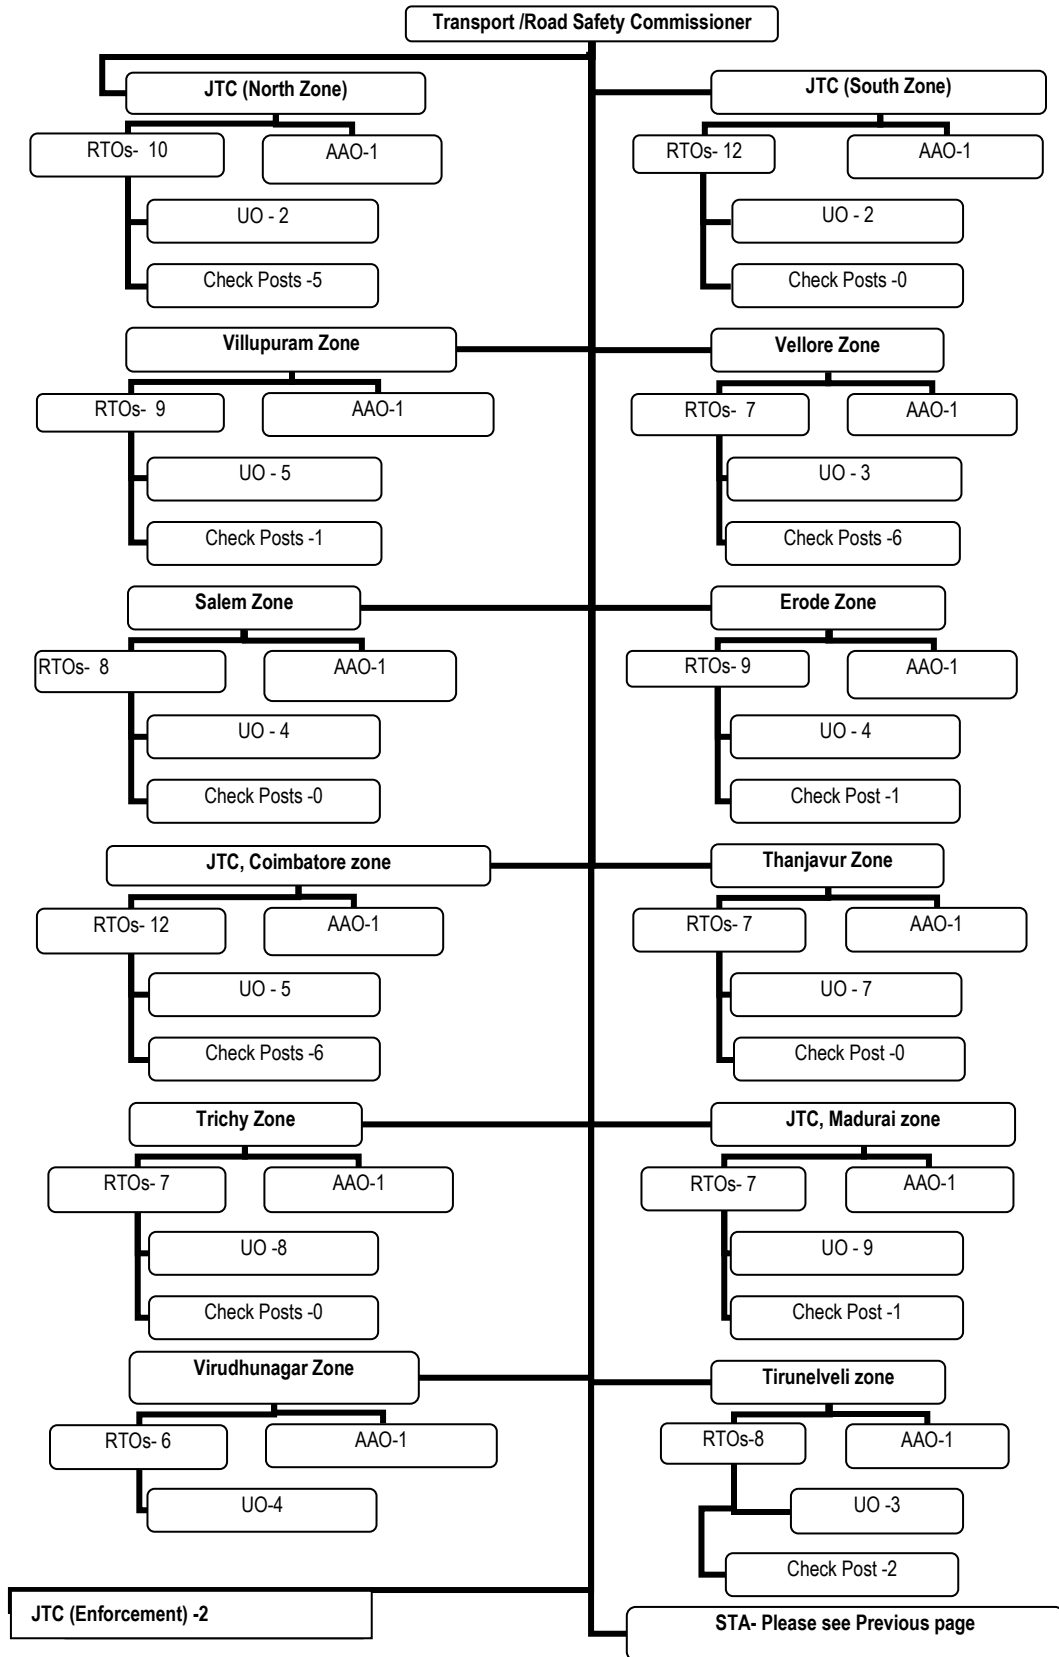 Transport /Road Safety Commissioner
JTC (North Zone)
RTOs- 10
AAO-1
UO - 2
Check Posts -5
JTC (South Zone)
RTOs- 12
AAO-1
UO - 2
Check Posts -0
Villupuram Zone
RTOs- 9
AAO-1
UO - 5
Check Posts -1
Vellore Zone
RTOs- 7
AAO-1
UO - 3
Check Posts -6
Salem Zone
RTOs- 8
AAO-1
UO - 4
Check Posts -0
Erode Zone
RTOs- 9
AAO-1
UO - 4
Check Post -1
JTC, Coimbatore zone
RTOs- 12
AAO-1
UO - 5
Check Posts -6
Thanjavur Zone
RTOs- 7
AAO-1
UO - 7
Check Post -0
Trichy Zone
RTOs- 7
AAO-1
UO -8
Check Posts -0
JTC, Madurai zone
RTOs- 7
AAO-1
UO - 9
Check Post -1
Virudhunagar Zone
RTOs- 6
AAO-1
UO-4
Tirunelveli zone
RTOs-8
AAO-1
UO -3
Check Post -2
JTC (Enforcement) -2
STA- Please see Previous page